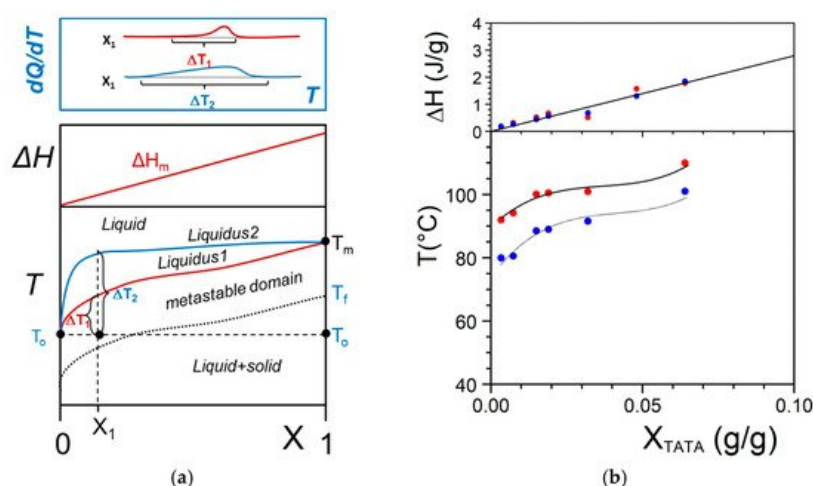 dQ/dT
X₁
ΔT₁
X₁
ΔT₂
T
ΔH
ΔHₘ
T
Liquid
Liquidus2
Liquidus1
metastable domain
Liquid+solid
ΔT₁
ΔT₂
Tₘ
T_f
Tₒ
Tₒ
0
X₁
X
1
(a)
ΔH (J/g)
4
3
2
1
0
T(°C)
100
80
60
40
0.00
0.05
0.10
X_TATA (g/g)
(b)